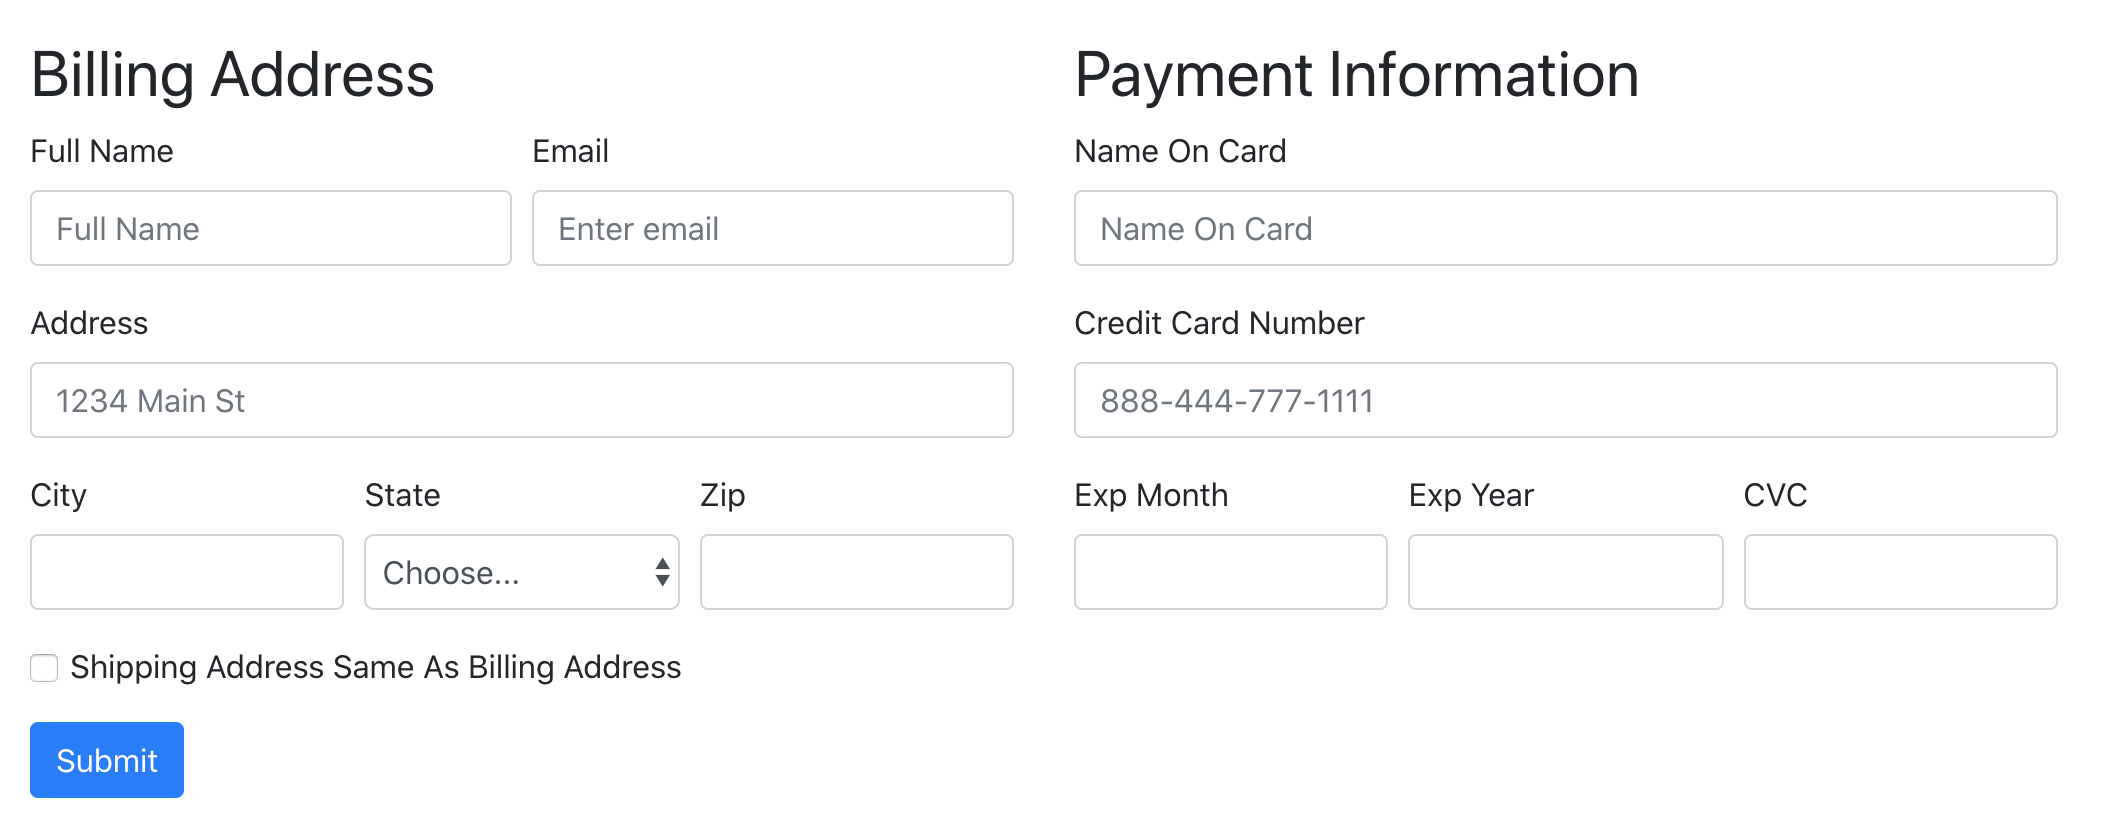 Billing Address
Full Name
Email
Full Name
Enter email
Address
1234 Main St
City
State
Zip
Choose...
Shipping Address Same As Billing Address
Submit
Payment Information
Name On Card
Name On Card
Credit Card Number
888-444-777-1111
Exp Month
Exp Year
CVC